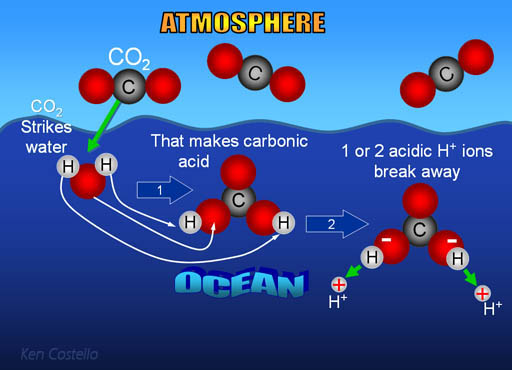 ATMOSPHERE
CO₂
C
C
C
CO₂
Strikes
water
That makes carbonic
acid
1 or 2 acidic H⁺ ions
break away
H
H
1
H
C
H
2
C
-
-
H
H
+
H⁺
+
H⁺
OCEAN
Ken Costello